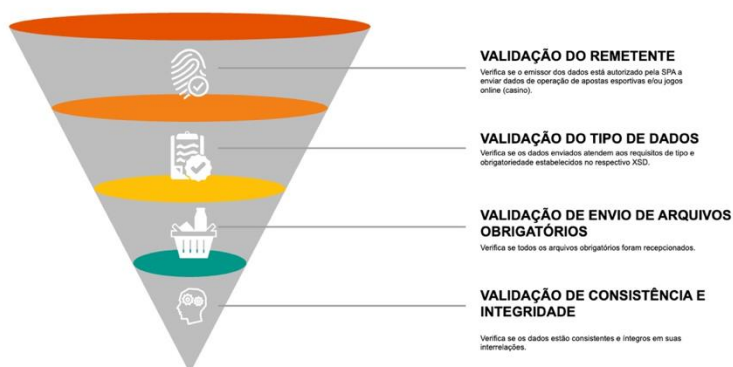 VALIDAÇÃO DO REMETENTE
Verifica se o emissor dos dados está autorizado pela SPA a
enviar dados de operação de apostas esportivas e/ou jogos
online (casino).
VALIDAÇÃO DO TIPO DE DADOS
Verifica se os dados enviados atendem aos requisitos de tipo e
obrigatoriedade estabelecidos no respectivo XSD.
VALIDAÇÃO DE ENVIO DE ARQUIVOS
OBRIGATÓRIOS
Verifica se todos os arquivos obrigatórios foram recepcionados.
VALIDAÇÃO DE CONSISTÊNCIA E
INTEGRIDADE
Verifica se os dados estão consistentes e íntegros em suas
interrelações.